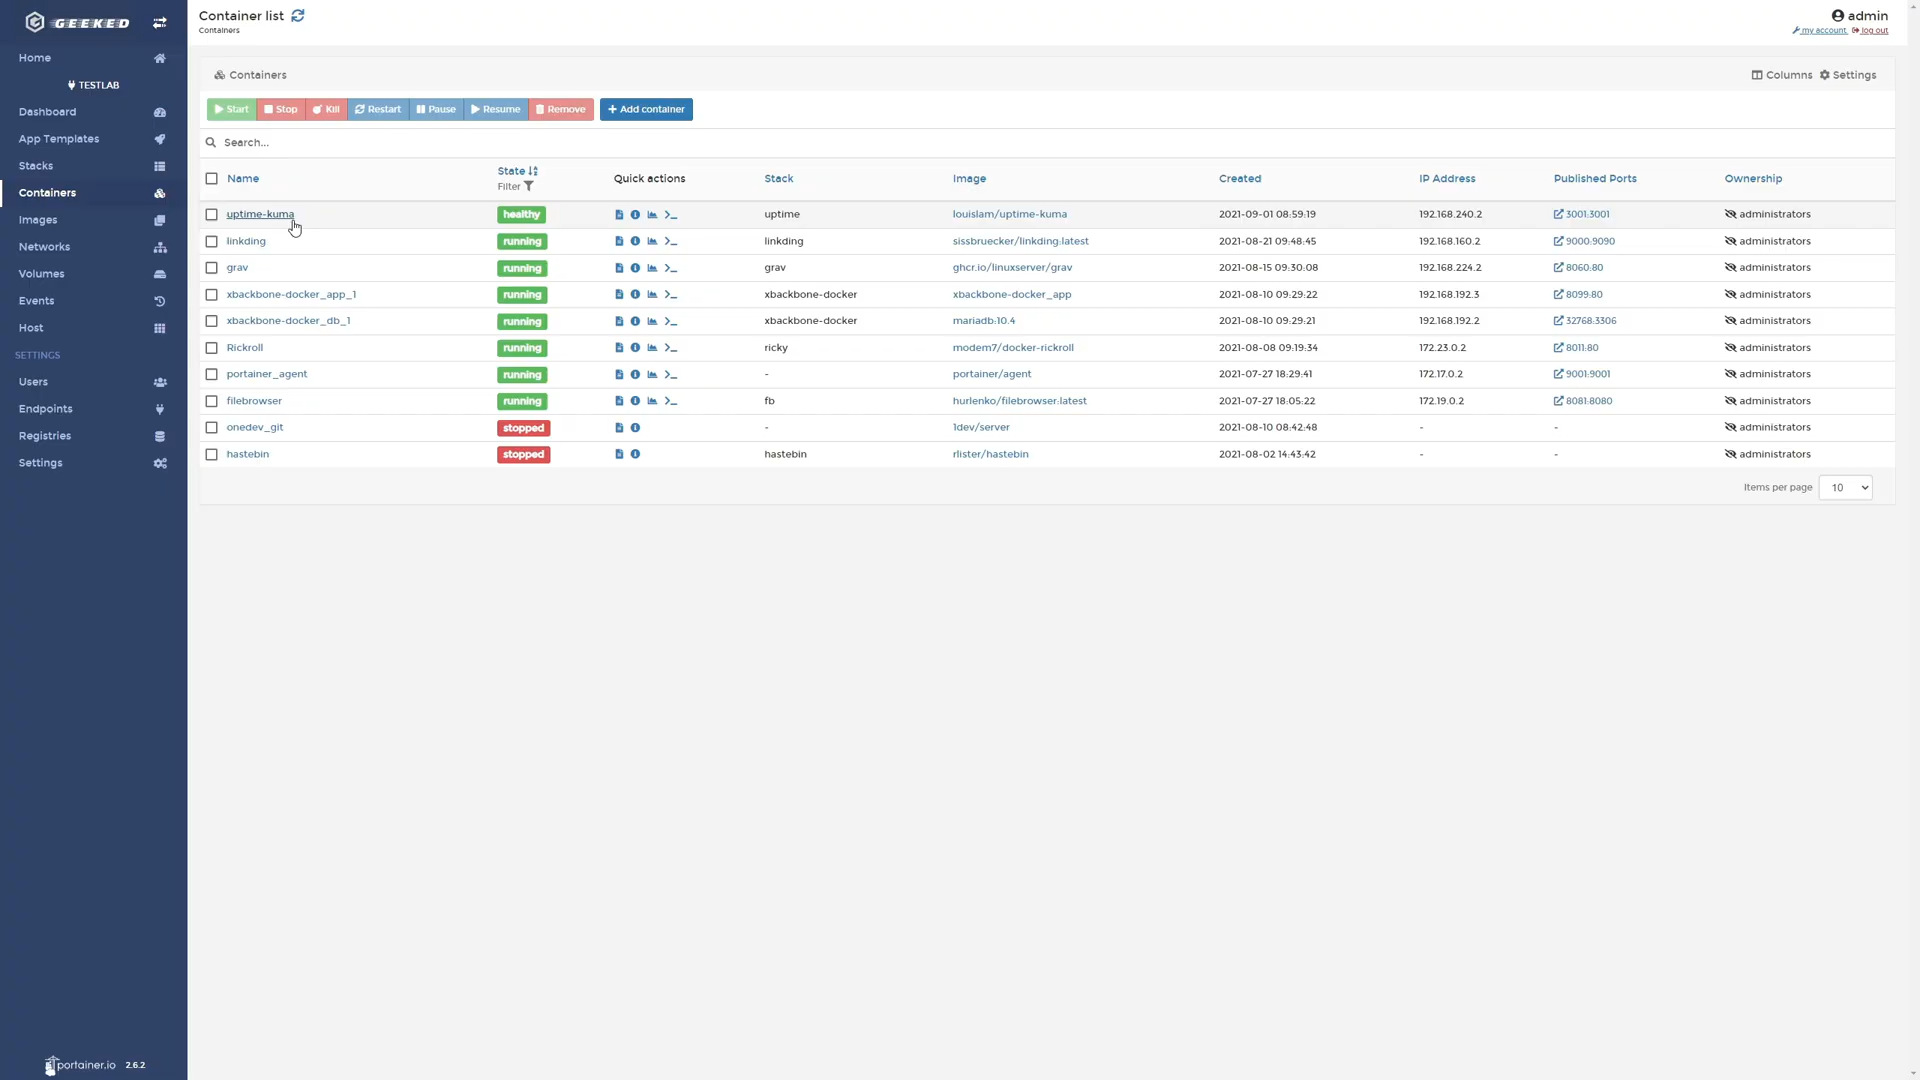 GEEKED
Container list
Containers
admin
my account log out
Home
TESTLAB
Dashboard
App Templates
Stacks
Containers
Images
Networks
Volumes
Events
Host
SETTINGS
Users
Endpoints
Registries
Settings
portainer.io 2.6.2
Containers
Columns Settings
Start Stop Kill Restart Pause Resume Remove Add container
Search...
Name State Filter Quick actions Stack Image Created IP Address Published Ports Ownership
uptime-kuma healthy uptime louislam/uptime-kuma 2021-09-01 08:59:19 192.168.240.2 3001:3001 administrators
linkding running linkding sissbruecker/linkding:latest 2021-08-21 09:48:45 192.168.160.2 9000:9090 administrators
grav running grav ghcr.io/linuxserver/grav 2021-08-15 09:30:08 192.168.224.2 8060:80 administrators
xbackbone-docker_app_1 running xbackbone-docker xbackbone-docker_app 2021-08-10 09:29:22 192.168.192.3 8099:80 administrators
xbackbone-docker_db_1 running xbackbone-docker mariadb:10.4 2021-08-10 09:29:21 192.168.192.2 32768:3306 administrators
Rickroll running ricky modem7/docker-rickroll 2021-08-08 09:19:34 172.23.0.2 8011:80 administrators
portainer_agent running - portainer/agent 2021-07-27 18:29:41 172.17.0.2 9001:9001 administrators
filebrowser running fb hurlenko/filebrowser:latest 2021-07-27 18:05:22 172.19.0.2 8081:8080 administrators
onedev_git stopped - 1dev/server 2021-08-10 08:42:48 - - administrators
hastebin stopped hastebin rlister/hastebin 2021-08-02 14:43:42 - - administrators
Items per page 10